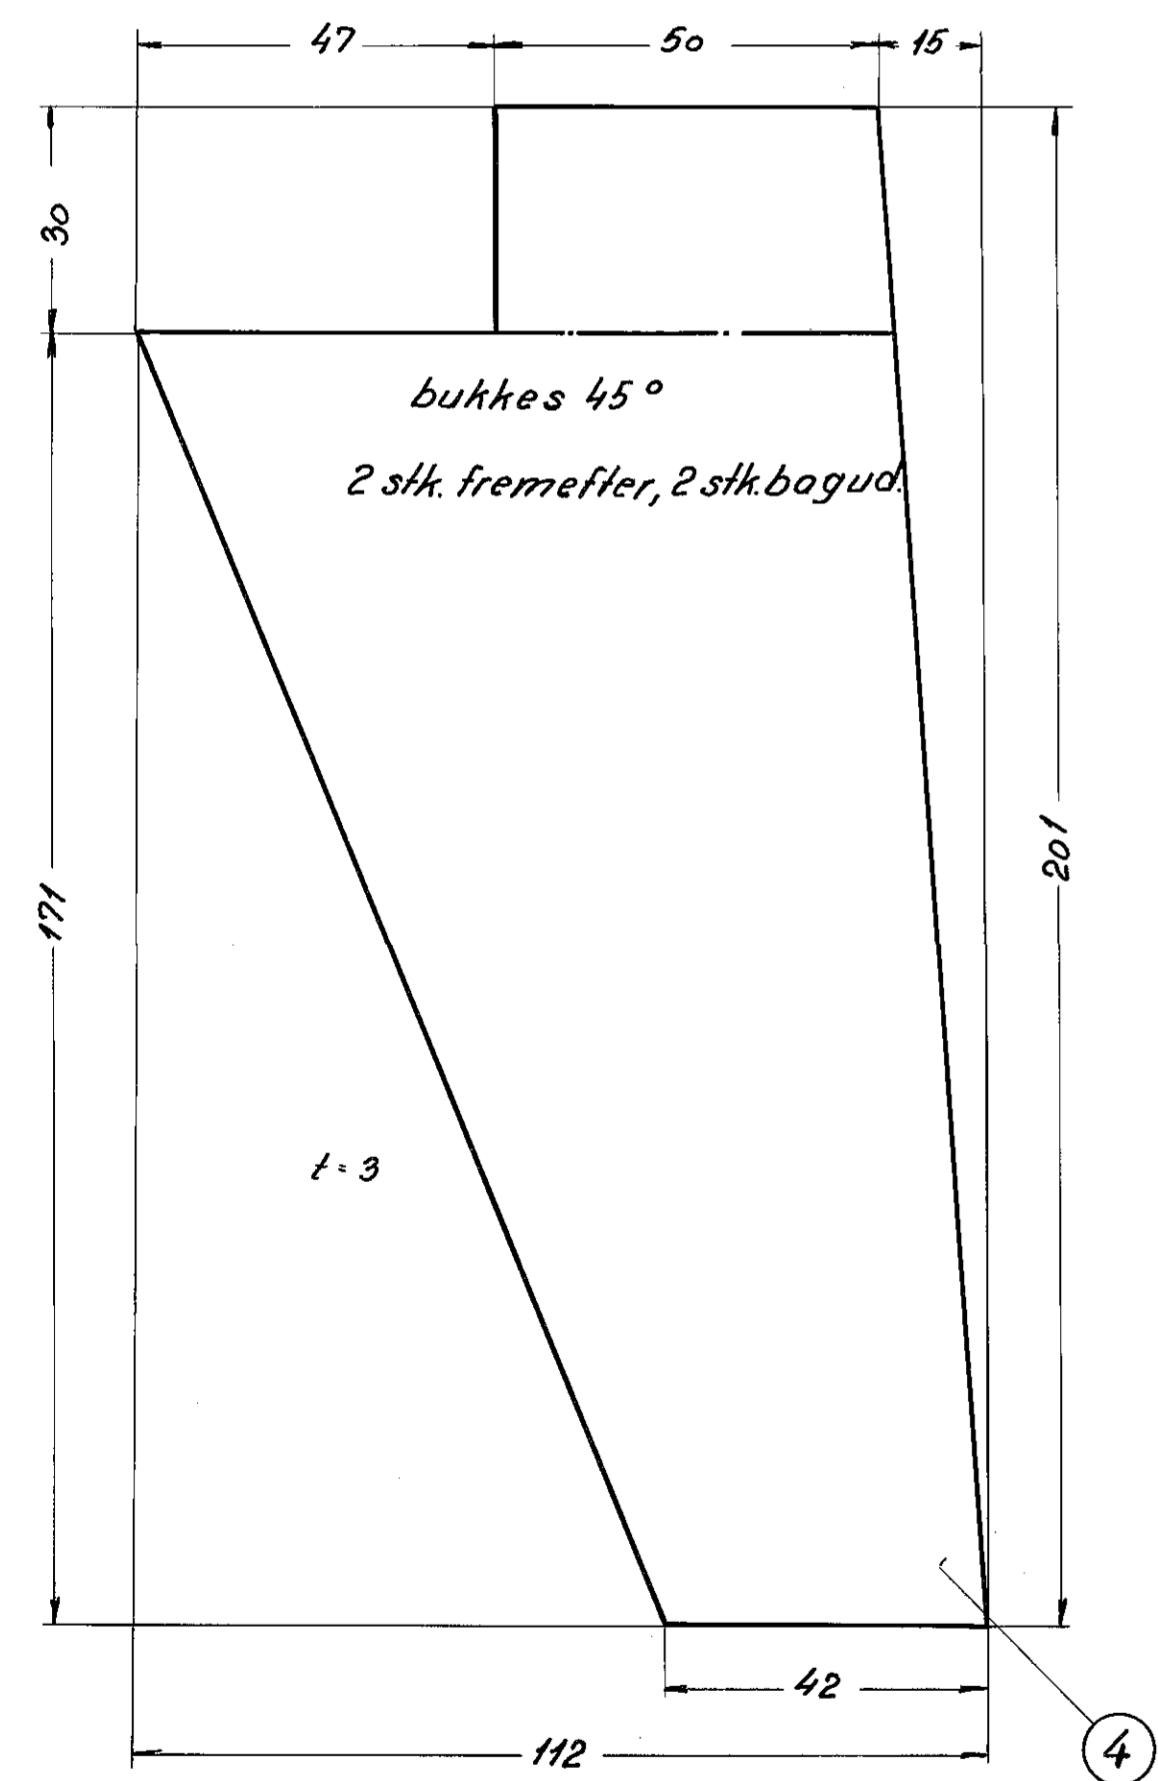 47 50 15
30
bukkes 45°
2 stk. fremefter, 2 stk. bagud.
201
171
t = 3
42
112
4